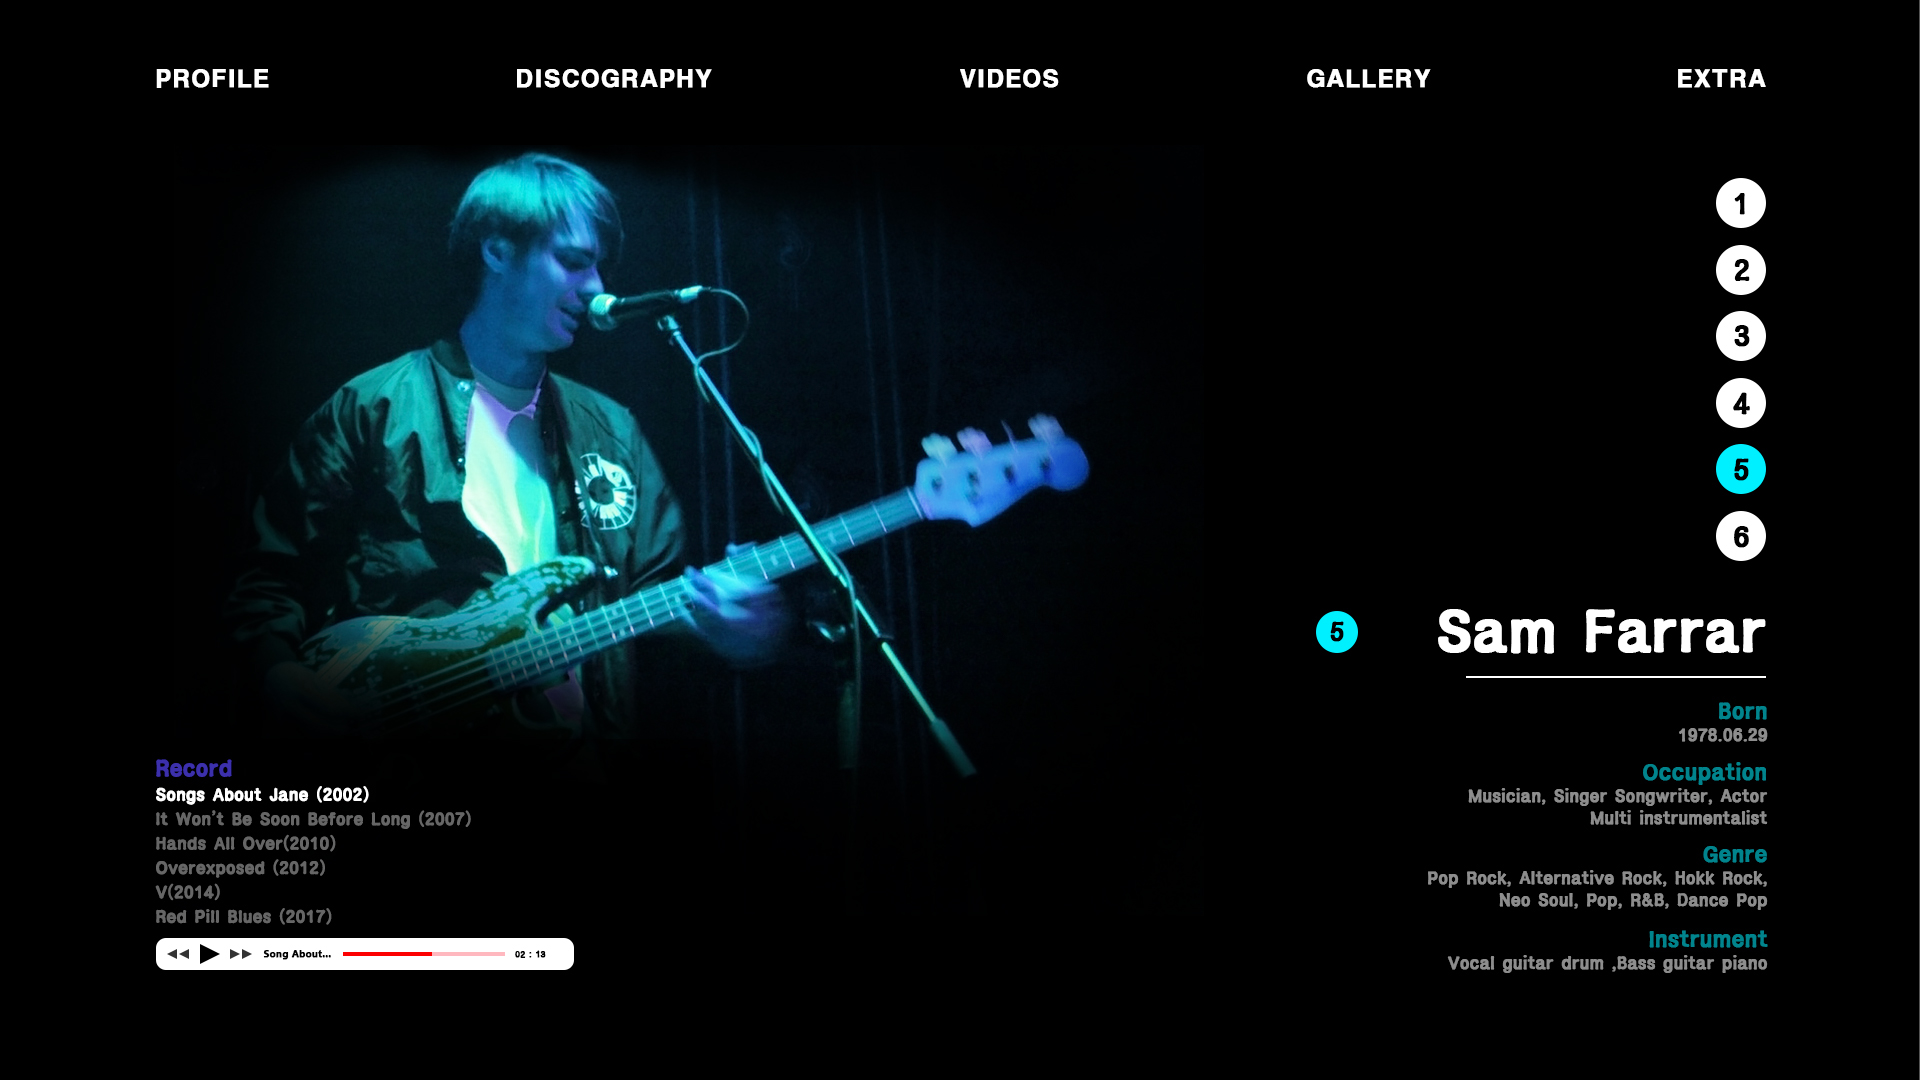 PROFILE DISCOGRAPHY VIDEOS GALLERY EXTRA
1
2
3
4
5
6
5 Sam Farrar
Born
1978.06.29
Occupation
Musician, Singer Songwriter, Actor
Multi instrumentalist
Genre
Pop Rock, Alternative Rock, Hokk Rock,
Neo Soul, Pop, R&B, Dance Pop
Instrument
Vocal guitar drum ,Bass guitar piano
Record
Songs About Jane (2002)
It Won't Be Soon Before Long (2007)
Hands All Over(2010)
Overexposed (2012)
V(2014)
Red Pill Blues (2017)
Song About... 02 : 13